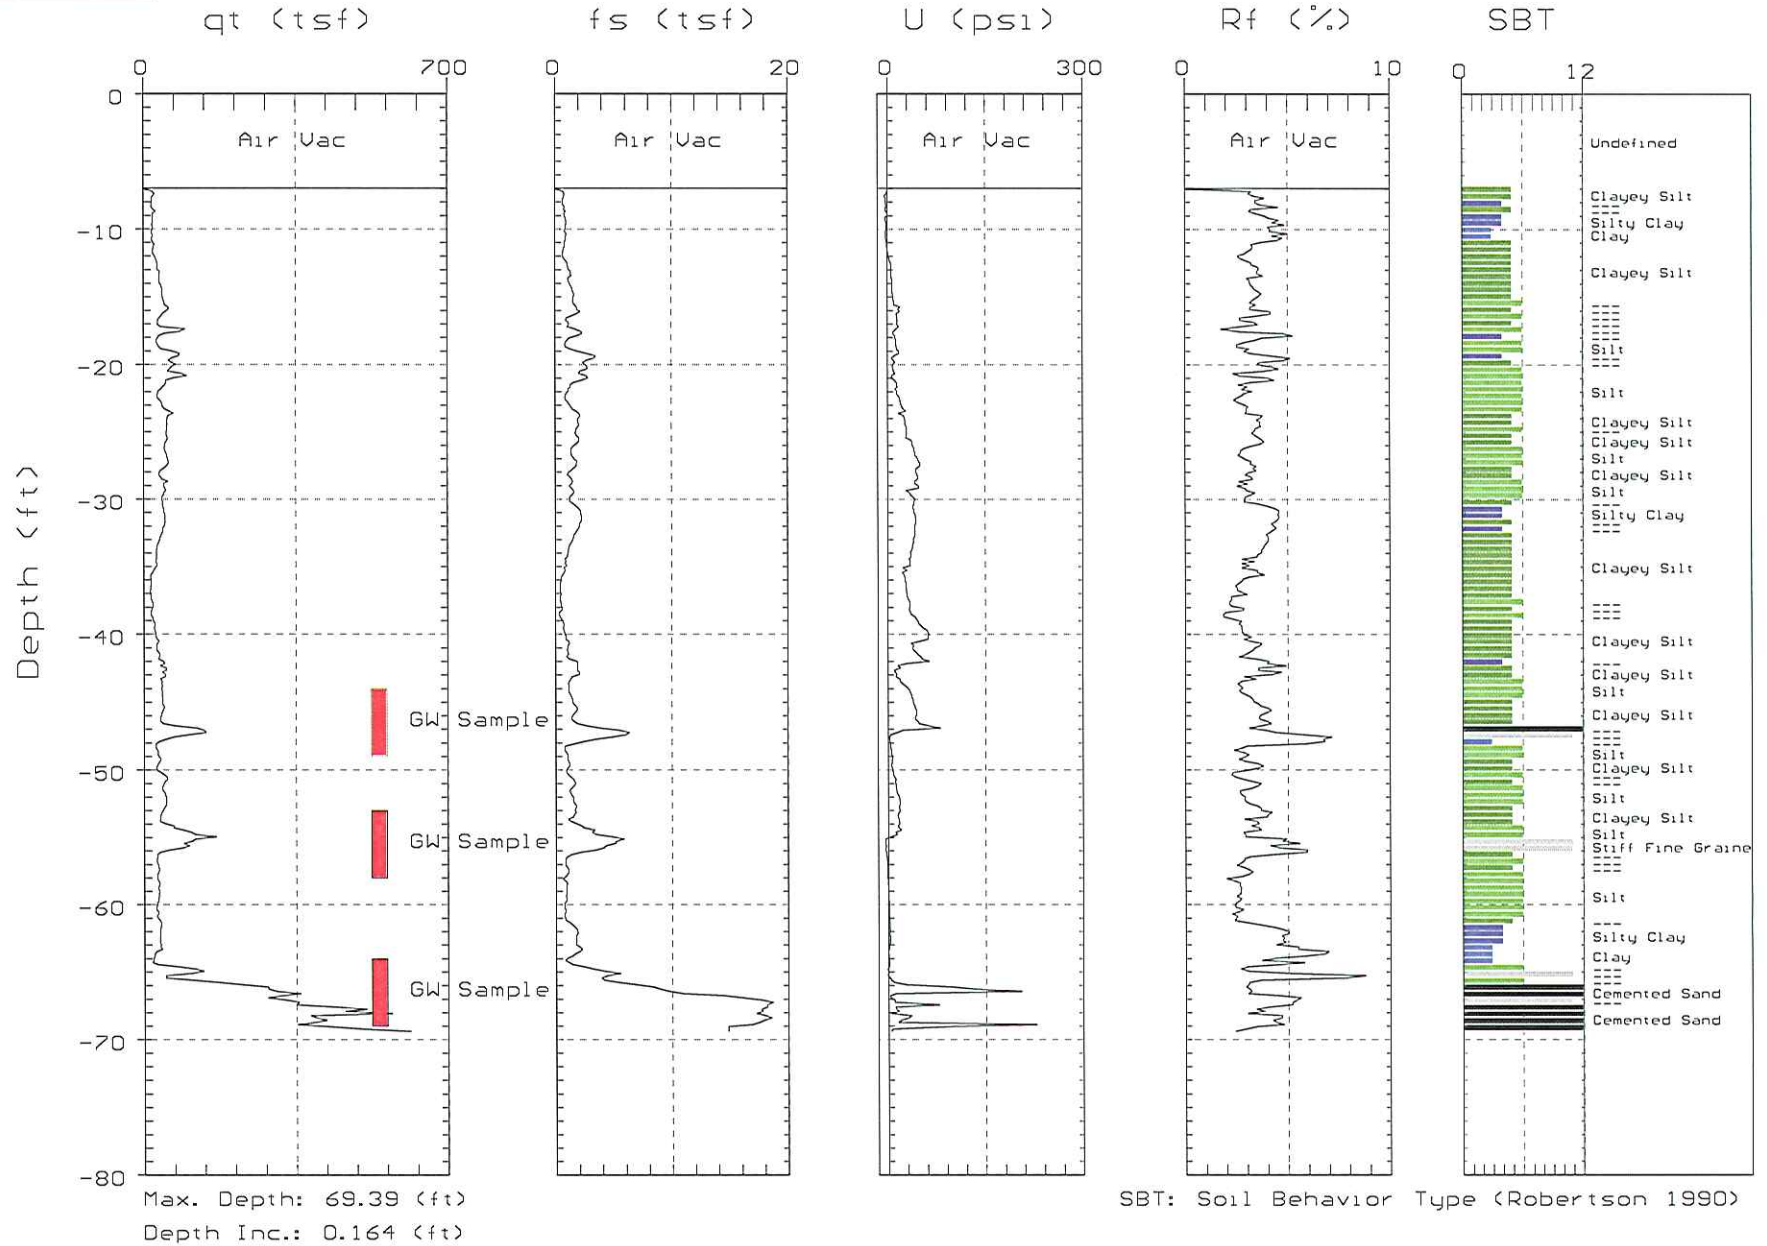 qt (tsf) fs (tsf) U (psi) Rf (%) SBT
0 700 0 20 0 300 0 10 0 12
0
Air Vac Air Vac Air Vac Air Vac
Undefined
Clayey Silt
-10
Silty Clay
Clay
Clayey Silt
Silt
-20
Silt
Clayey Silt
Clayey Silt
Silt
Clayey Silt
Silt
-30
Silty Clay
Clayey Silt
Depth (ft)
-40
Clayey Silt
Clayey Silt
Silt
GW Sample
Clayey Silt
Silt
-50
Clayey Silt
Silt
Clayey Silt
Silt
GW Sample
Stiff Fine Graine
Silt
-60
Silty Clay
Clay
GW Sample
Cemented Sand
Cemented Sand
-70
-80
Max. Depth: 69.39 (ft)
SBT: Soil Behavior Type (Robertson 1990)
Depth Inc.: 0.164 (ft)